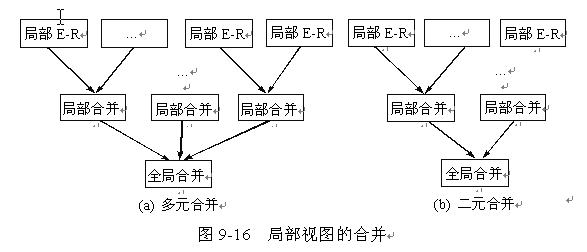 局部 E-R … 局部 E-R 局部 E-R 局部 E-R … 局部 E-R
… …
局部合并 局部合并 局部合并 局部合并 局部合并
全局合并 全局合并
(a) 多元合并 (b) 二元合并
图 9-16 局部视图的合并